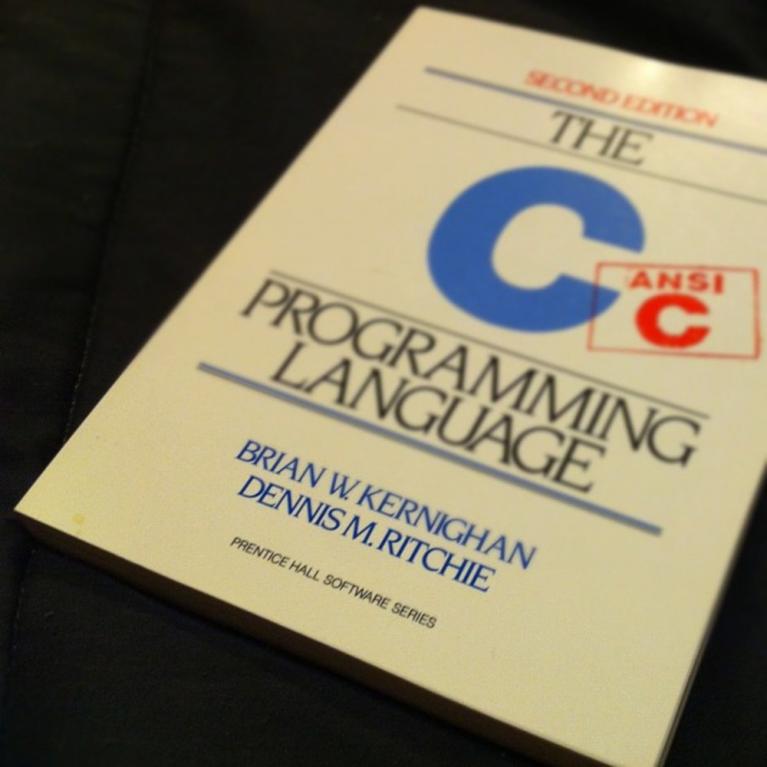 SECOND EDITION
THE
C
ANSI
C
PROGRAMMING
LANGUAGE
BRIAN W. KERNIGHAN
DENNIS M. RITCHIE
PRENTICE HALL SOFTWARE SERIES